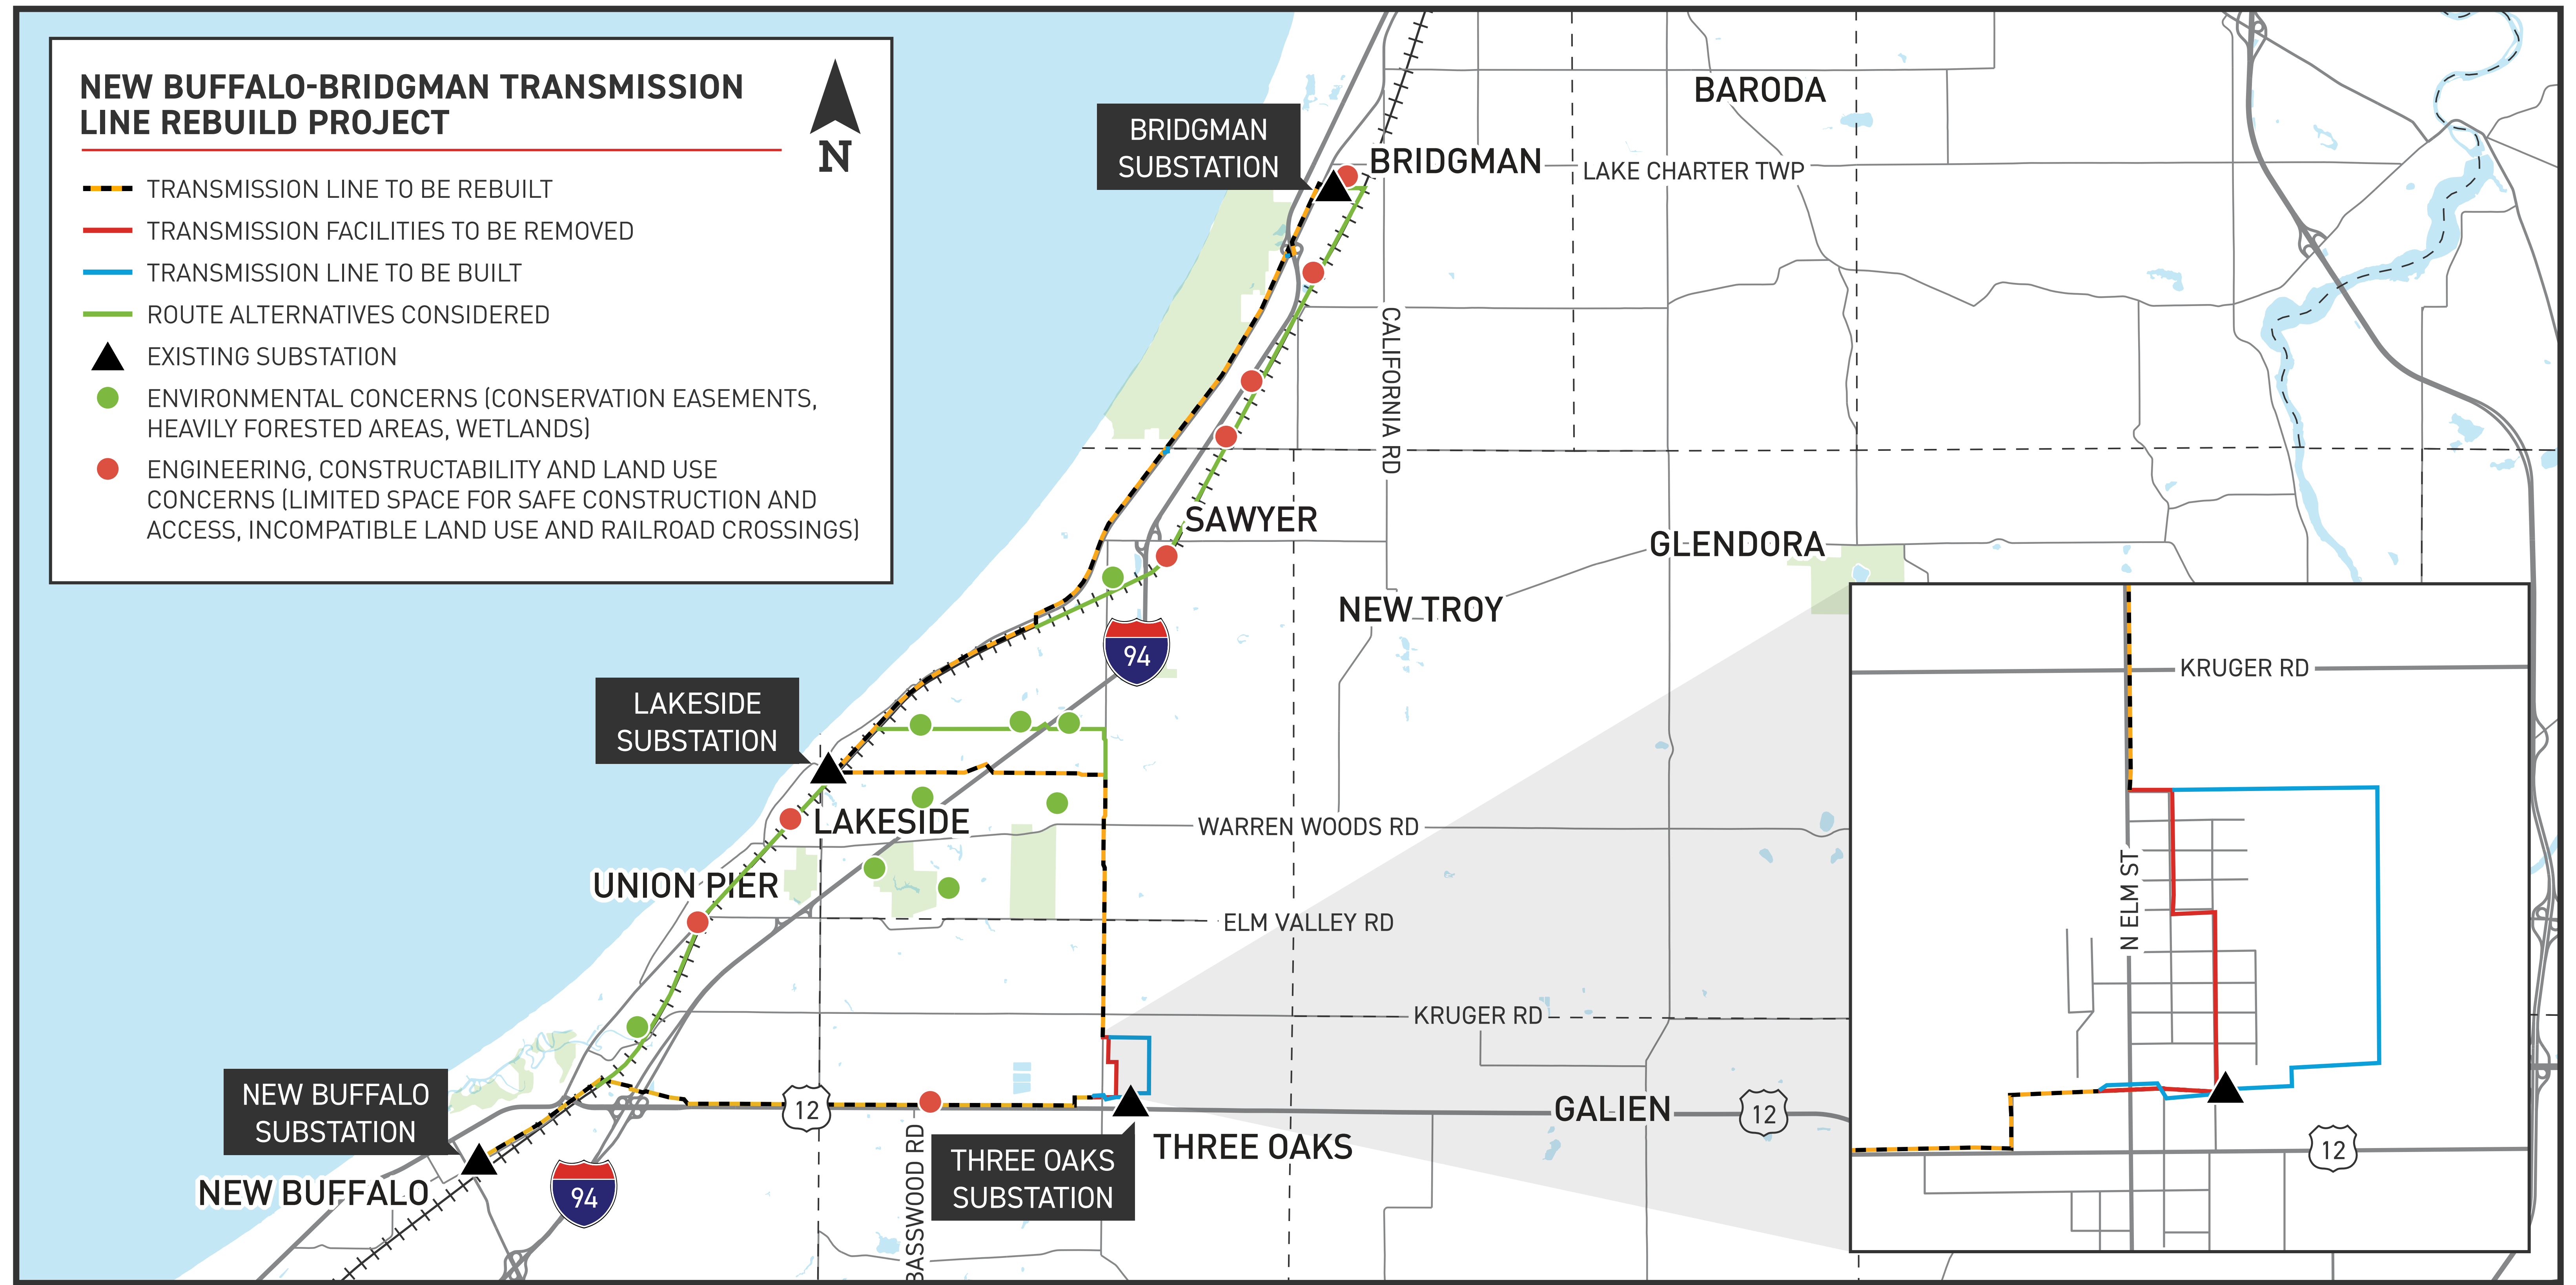 NEW BUFFALO-BRIDGMAN TRANSMISSION
LINE REBUILD PROJECT
N
TRANSMISSION LINE TO BE REBUILT
TRANSMISSION FACILITIES TO BE REMOVED
TRANSMISSION LINE TO BE BUILT
ROUTE ALTERNATIVES CONSIDERED
EXISTING SUBSTATION
ENVIRONMENTAL CONCERNS (CONSERVATION EASEMENTS,
HEAVILY FORESTED AREAS, WETLANDS)
ENGINEERING, CONSTRUCTABILITY AND LAND USE
CONCERNS (LIMITED SPACE FOR SAFE CONSTRUCTION AND
ACCESS, INCOMPATIBLE LAND USE AND RAILROAD CROSSINGS)
BARODA
BRIDGMAN
SUBSTATION
BRIDGMAN
LAKE CHARTER TWP
CALIFORNIA RD
SAWYER
GLENDORA
NEW TROY
94
LAKESIDE
SUBSTATION
LAKESIDE
WARREN WOODS RD
UNION PIER
ELM VALLEY RD
KRUGER RD
NEW BUFFALO
SUBSTATION
12
GALIEN
12
THREE OAKS
THREE OAKS
SUBSTATION
BASSWOOD RD
NEW BUFFALO
94
KRUGER RD
N ELM ST
12